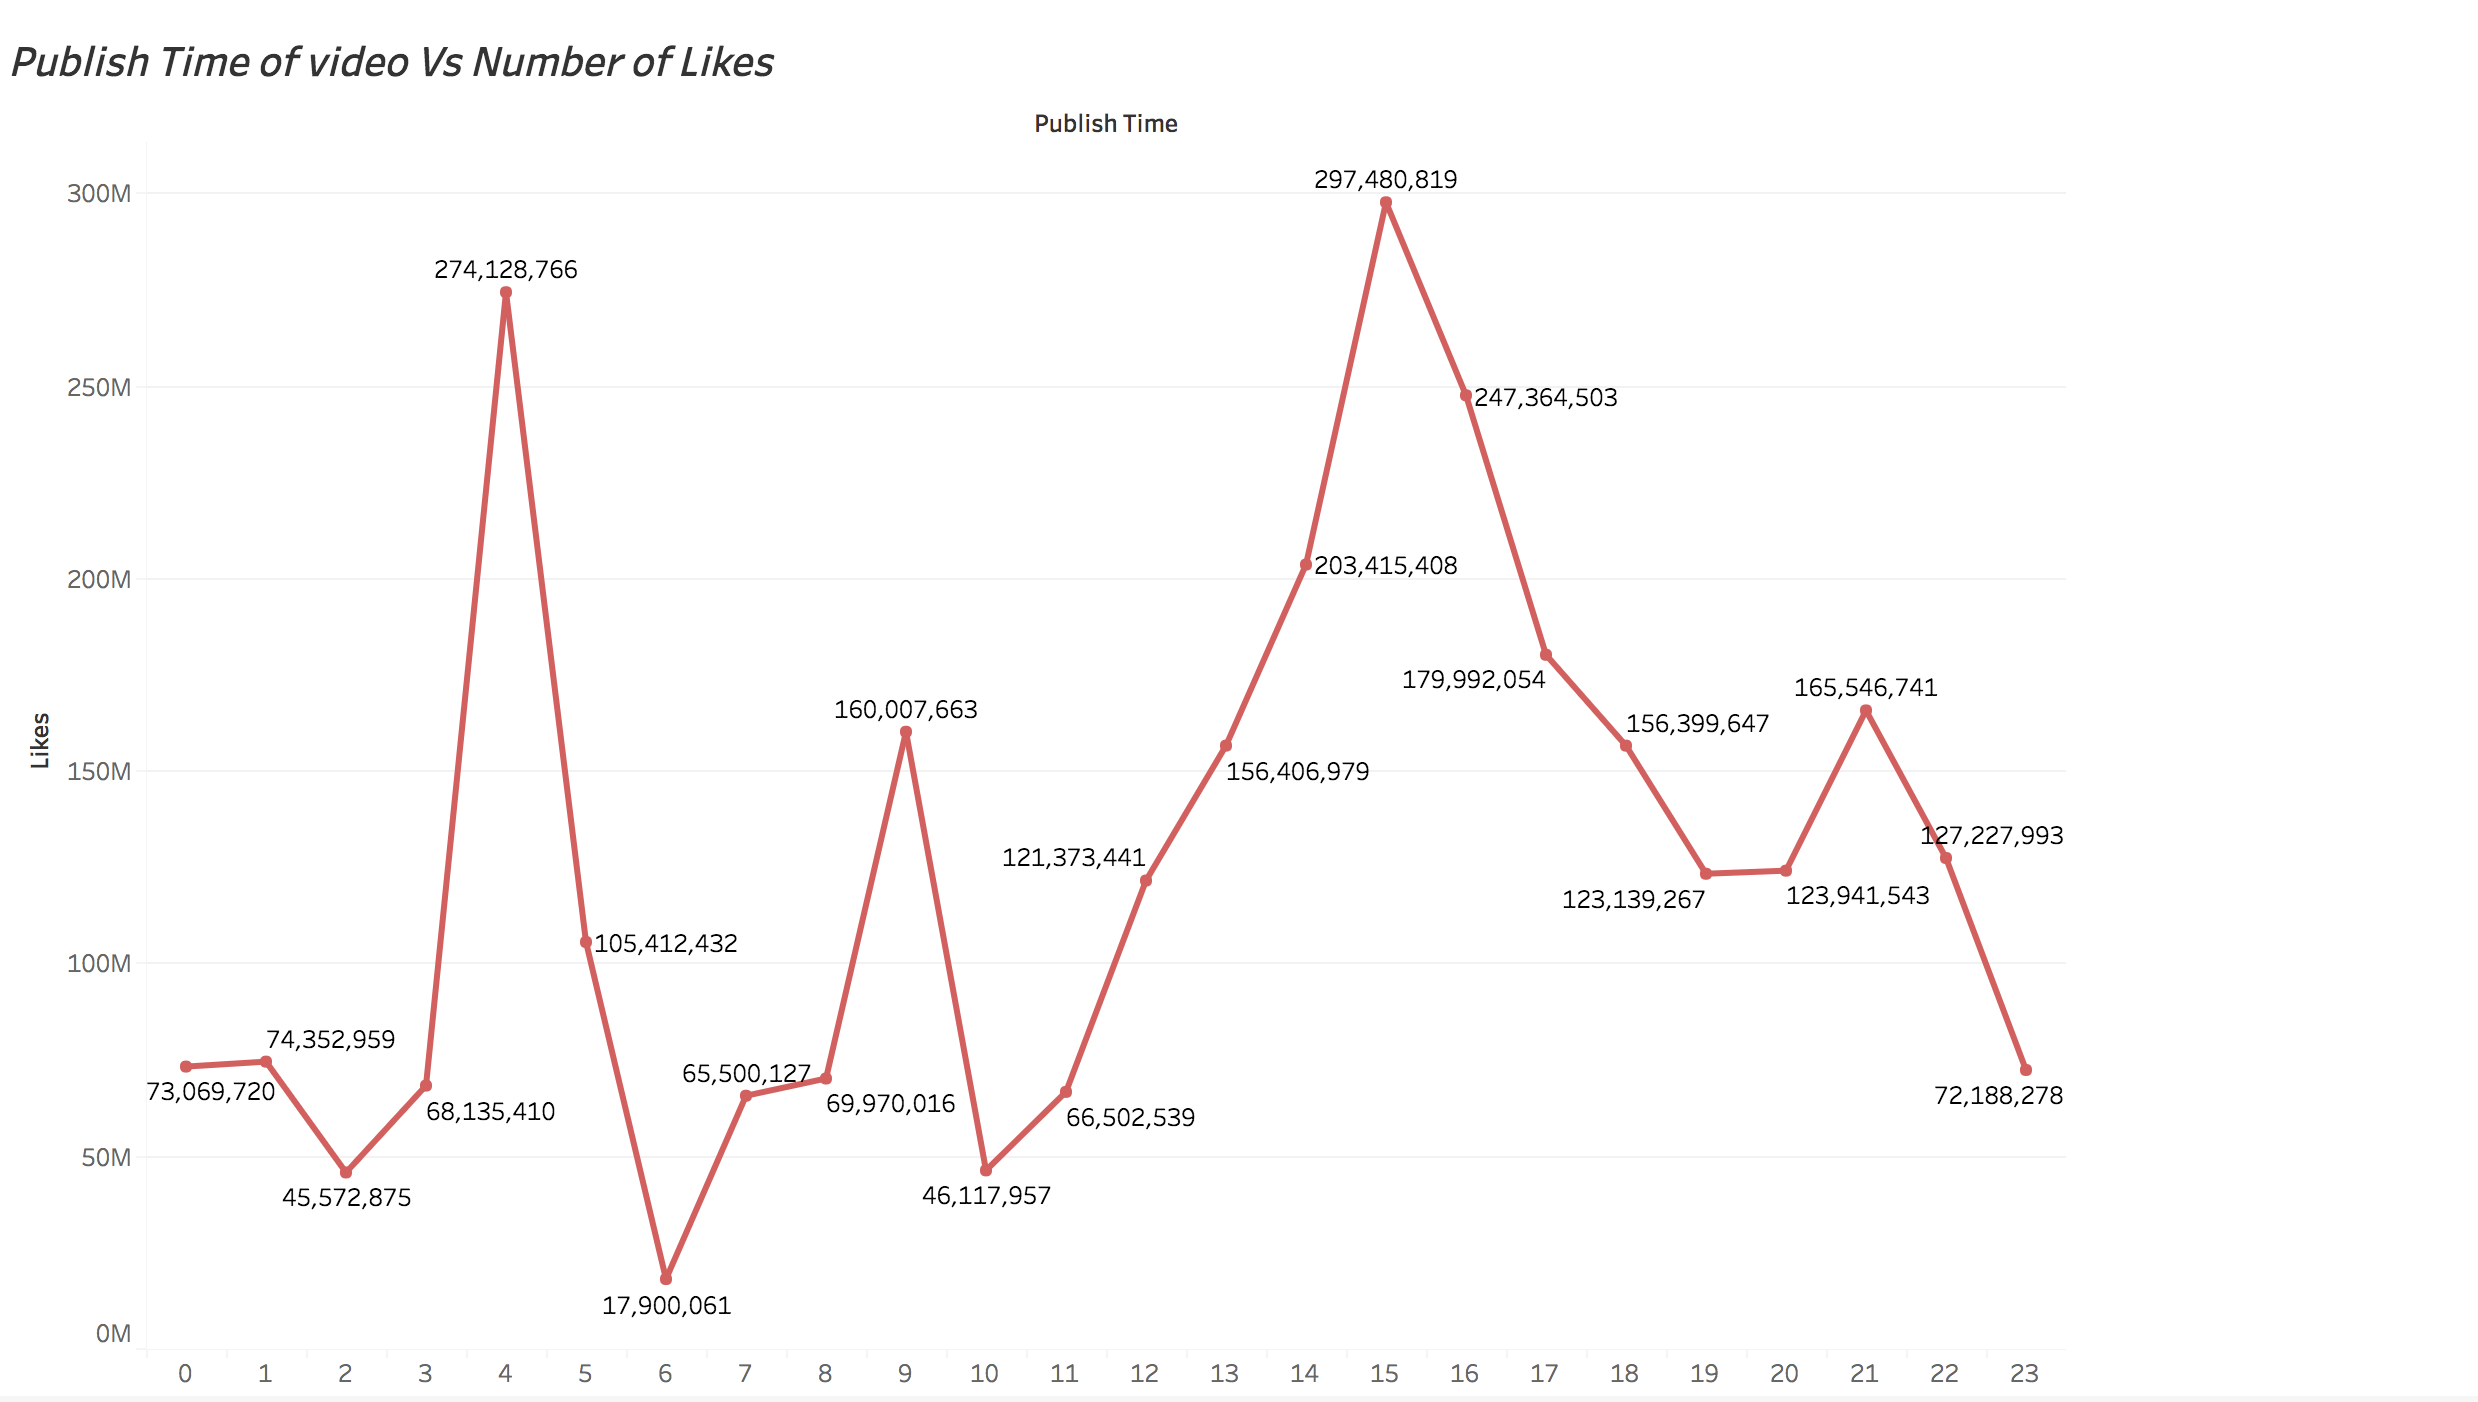 Publish Time of video Vs Number of Likes
Publish Time
297,480,819
300M
274,128,766
250M
247,364,503
203,415,408
200M
179,992,054
165,546,741
160,007,663
156,399,647
Likes
150M
156,406,979
127,227,993
121,373,441
123,139,267
123,941,543
105,412,432
100M
74,352,959
65,500,127
73,069,720
72,188,278
69,970,016
68,135,410
66,502,539
50M
45,572,875
46,117,957
17,900,061
0M
0 1 2 3 4 5 6 7 8 9 10 11 12 13 14 15 16 17 18 19 20 21 22 23